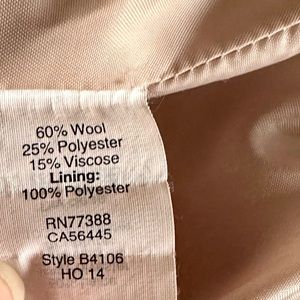 60% Wool
25% Polyester
15% Viscose
Lining:
100% Polyester
RN77388
CA56445
Style B4106
HO 14